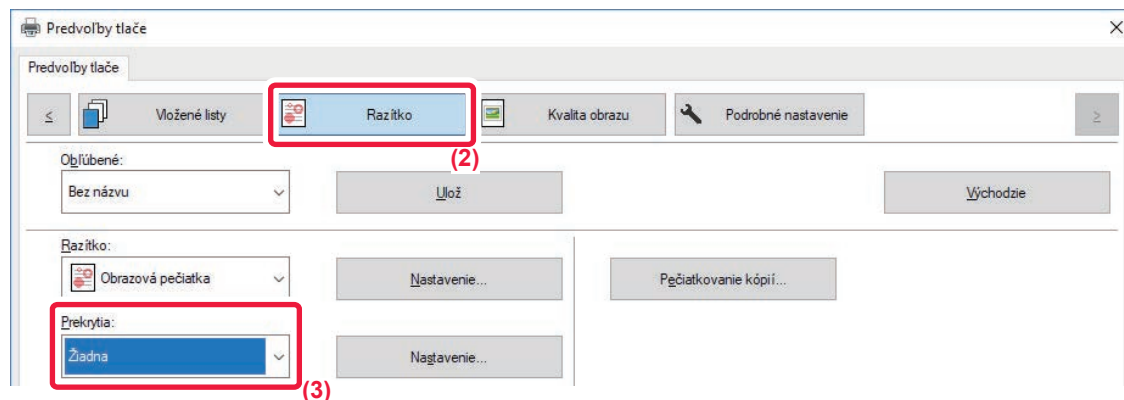 Predvoľby tlače
Predvoľby tlače
<
Vložené listy
Razítko
Kvalita obrazu
Podrobné nastavenie
>
(2)
Obľúbené:
Bez názvu
Ulož
Východzie
Razítko:
Obrazová pečiatka
Nastavenie...
Pečiatkovanie kópií...
Prekrytia:
Žiadna
Nastavenie...
(3)